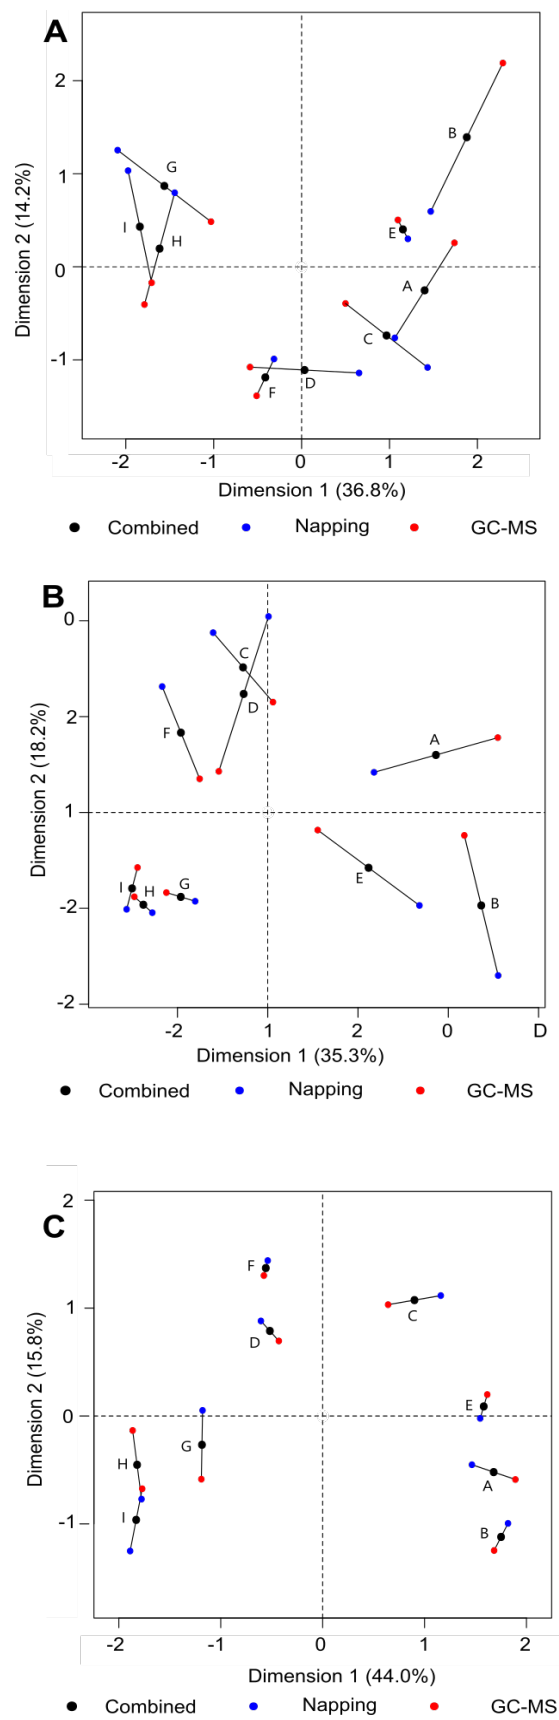 A
2
B
G
1
I
E
H
0
A
C
-1
D
F
Dimension 2 (14.2%)
-2 -1 0 1 2
Dimension 1 (36.8%)
Combined Napping GC-MS
B
0
C
D
2
F
A
1
E
I H G
B
-2
-2
Dimension 2 (18.2%)
-2 1 2 0 D
Dimension 1 (35.3%)
Combined Napping GC-MS
2
C
F
1
C
D
E
0
G
H
A
I
B
-1
Dimension 2 (15.8%)
-2 -1 0 1 2
Dimension 1 (44.0%)
Combined Napping GC-MS